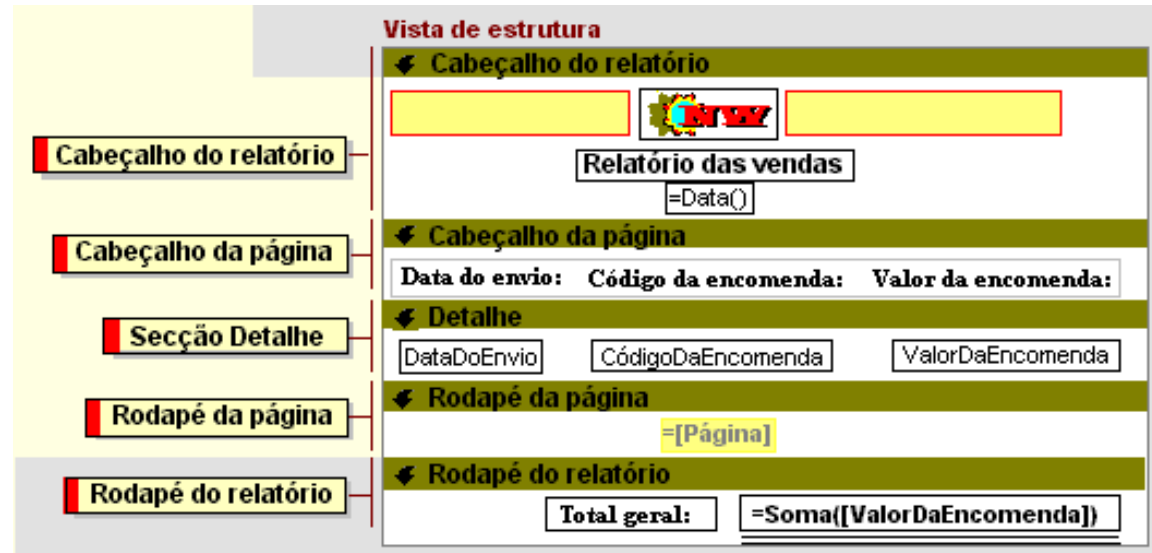 Vista de estrutura
Cabeçalho do relatório
NW
Cabeçalho do relatório
Relatório das vendas
=Data()
Cabeçalho da página
Cabeçalho da página
Data do envio: Código da encomenda: Valor da encomenda:
Detalhe
Secção Detalhe
DataDoEnvio CódigoDaEncomenda ValorDaEncomenda
Rodapé da página
Rodapé da página
=[Página]
Rodapé do relatório
Rodapé do relatório
Total geral: =Soma([ValorDaEncomenda])